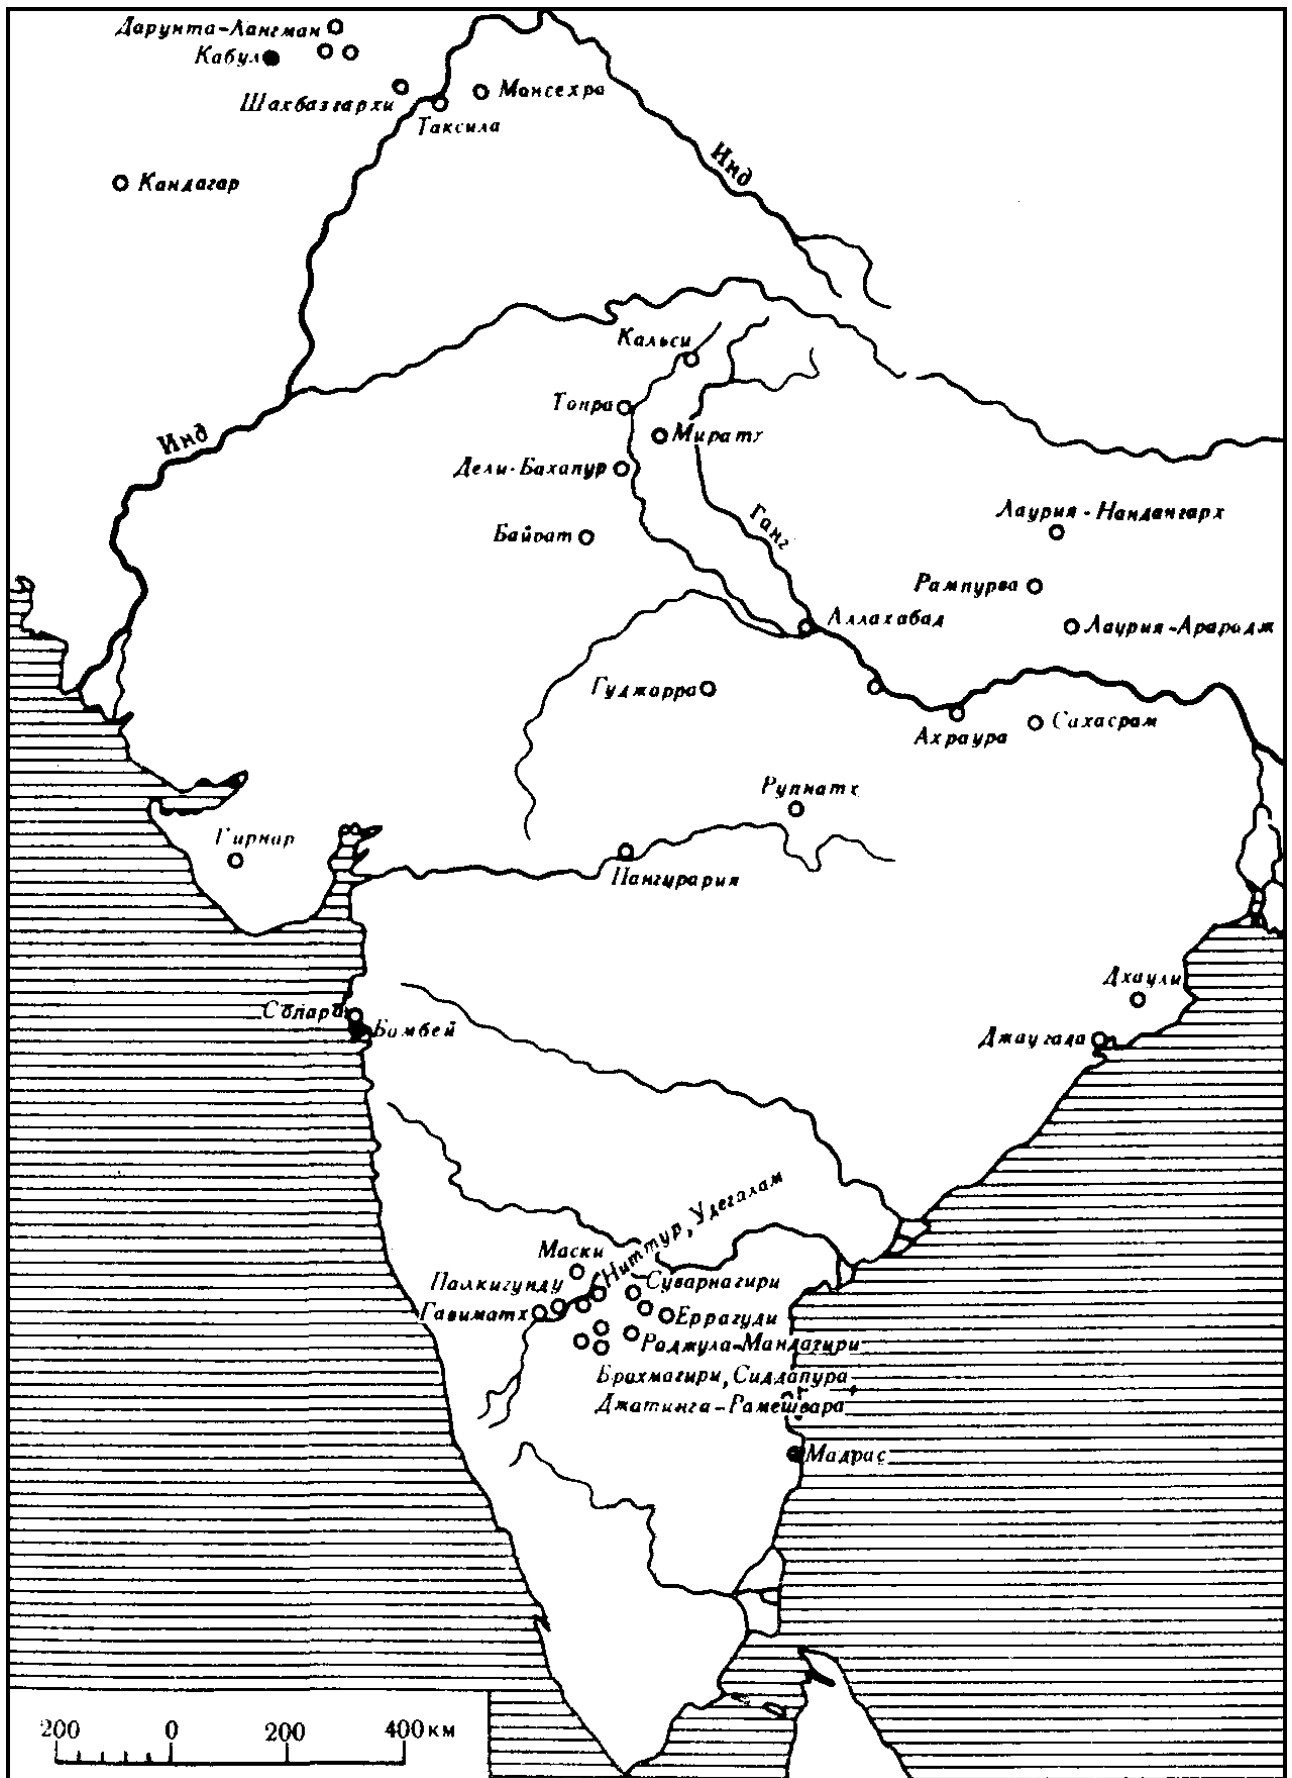 Дарунта-Лангман
Кабул
Шахбазгархи
Мансехра
Таксила
Инд
Кандагар
Кальси
Топра
Инд
Миратх
Дели-Бахапур
Ганг
Лаурия-Нандангарх
Байрат
Рампурва
Аллахабад
Лаурия-Арарадж
Гуджарра
Ахраура
Сахасрам
Рупнатх
Гирнар
Пангурария
Дхаули
Сопара
Бомбей
Джаугада
Ниттур, Удеголам
Маски
Суварнагири
Палкигунду
Гавиматх
Еррагуди
Раджула-Мандагири
Брахмагири, Сиддапура
Джатинга-Рамешвара
Мадрас
200 0 200 400 км